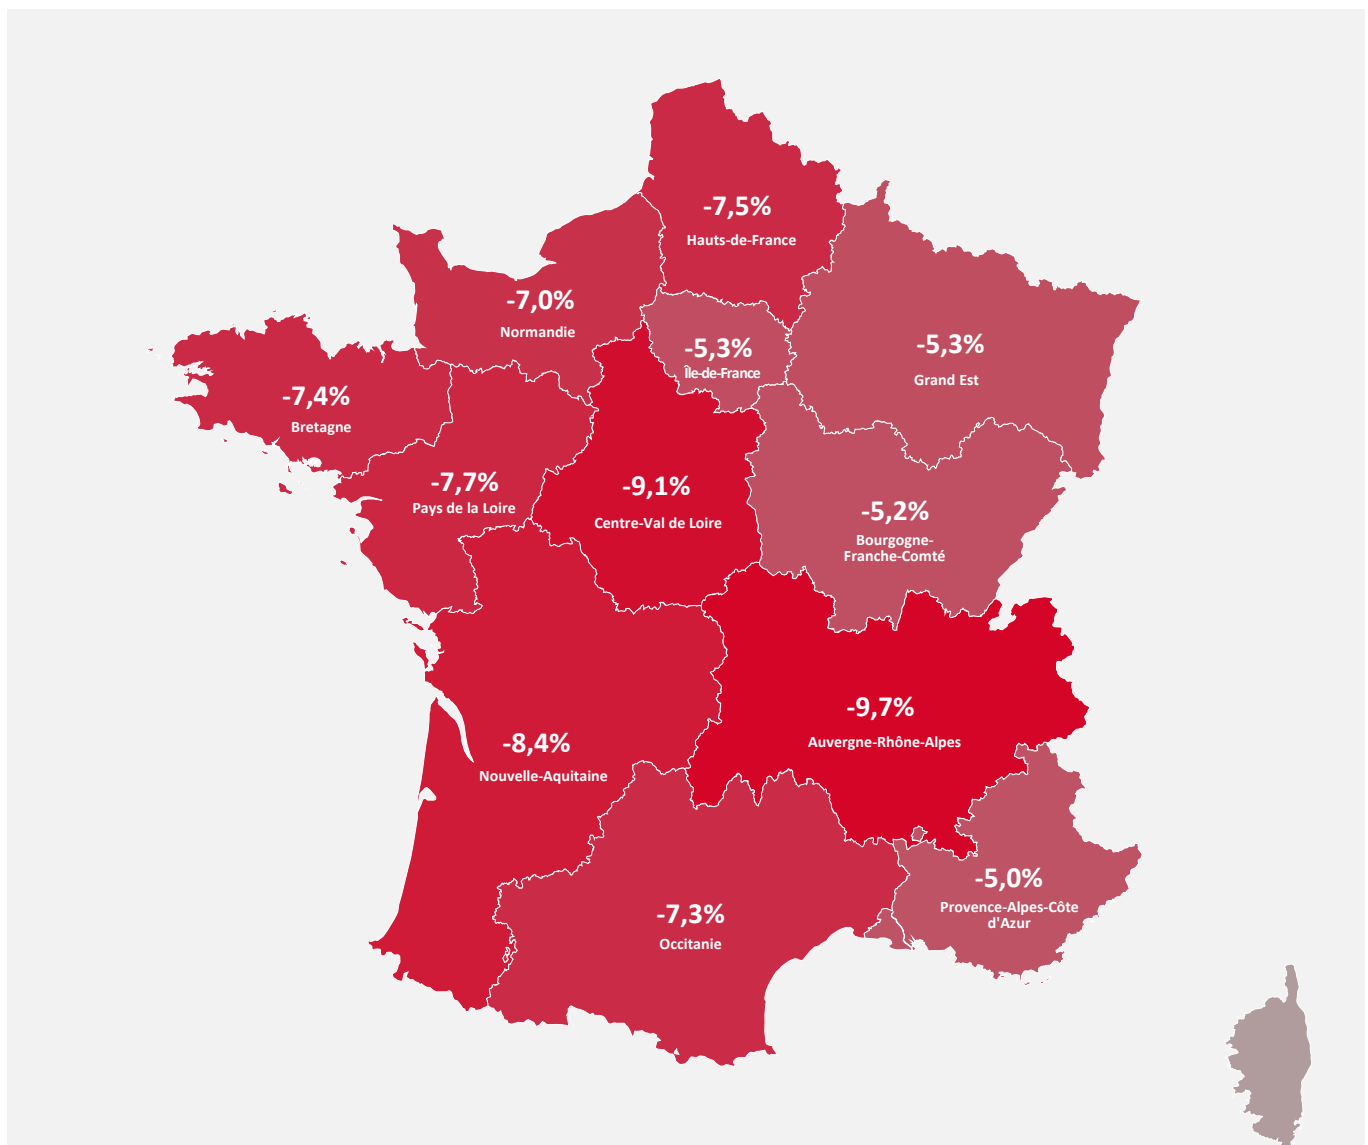 -7,5%
Hauts-de-France
-7,0%
Normandie
-5,3%
Île-de-France
-5,3%
Grand Est
-7,4%
Bretagne
-7,7%
Pays de la Loire
-9,1%
Centre-Val de Loire
-5,2%
Bourgogne-
Franche-Comté
-8,4%
Nouvelle-Aquitaine
-9,7%
Auvergne-Rhône-Alpes
-7,3%
Occitanie
-5,0%
Provence-Alpes-Côte
d'Azur